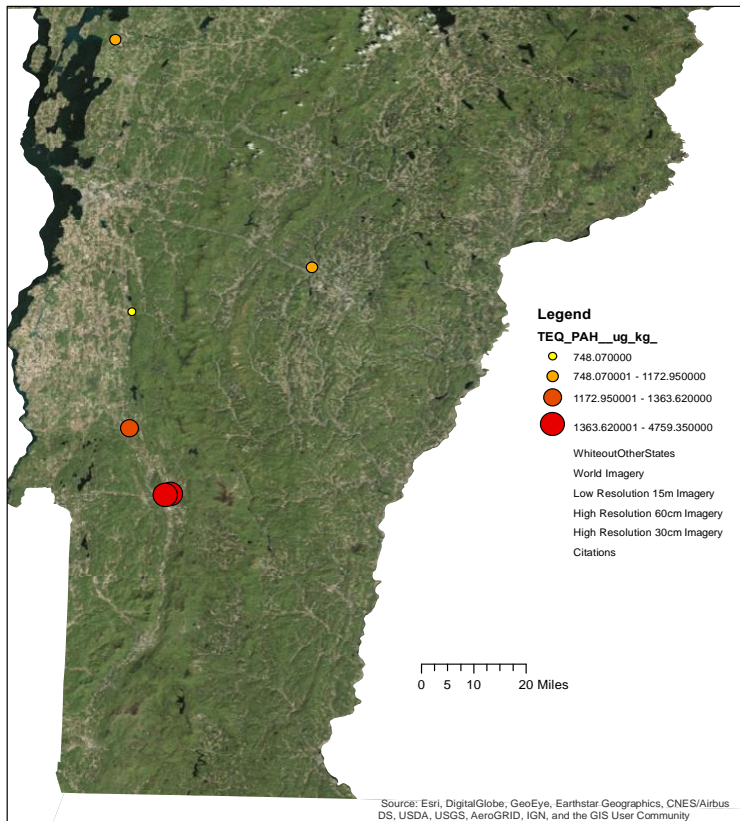 Legend
TEQ_PAH__ug_kg_
748.070000
748.070001 - 1172.950000
1172.950001 - 1363.620000
1363.620001 - 4759.350000
WhiteoutOtherStates
World Imagery
Low Resolution 15m Imagery
High Resolution 60cm Imagery
High Resolution 30cm Imagery
Citations
0 5 10 20 Miles
Source: Esri, DigitalGlobe, GeoEye, Earthstar Geographics, CNES/Airbus
DS, USDA, USGS, AeroGRID, IGN, and the GIS User Community